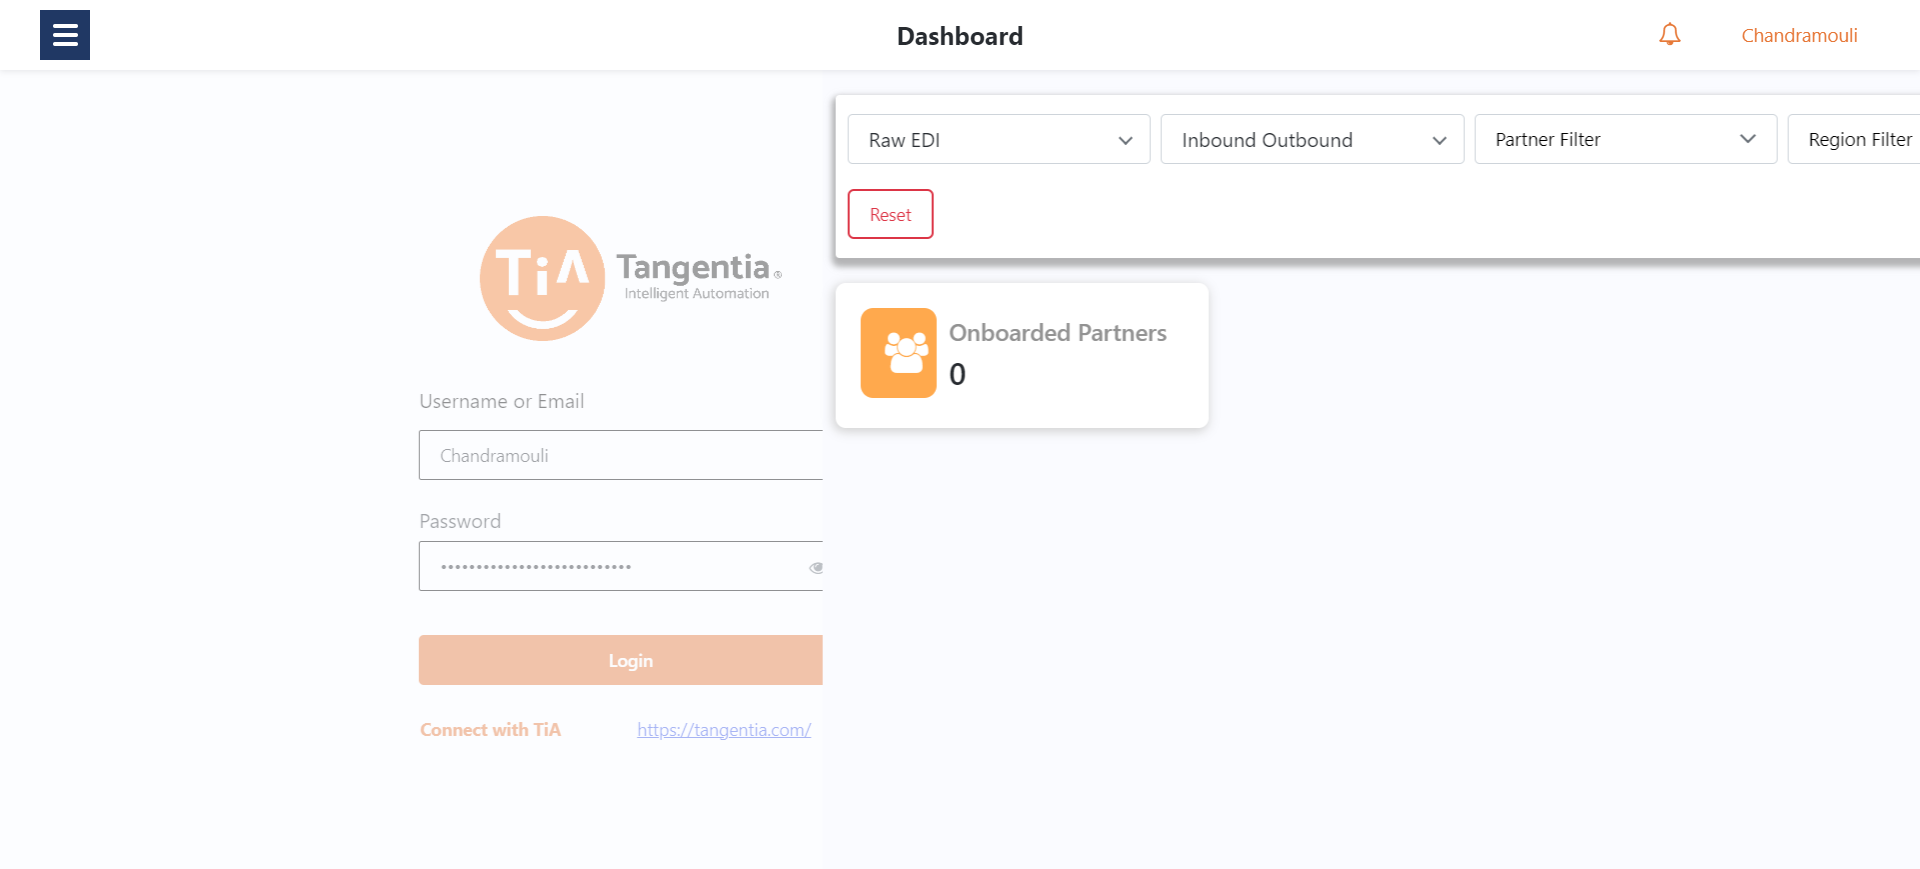 Dashboard
Chandramouli
Raw EDI
Inbound Outbound
Partner Filter
Region Filter
Reset
TiA
Tangentia®
Intelligent Automation
Onboarded Partners
0
Username or Email
Chandramouli
Password
•••••••••••••••••••••••••••
Login
Connect with TiA
https://tangentia.com/